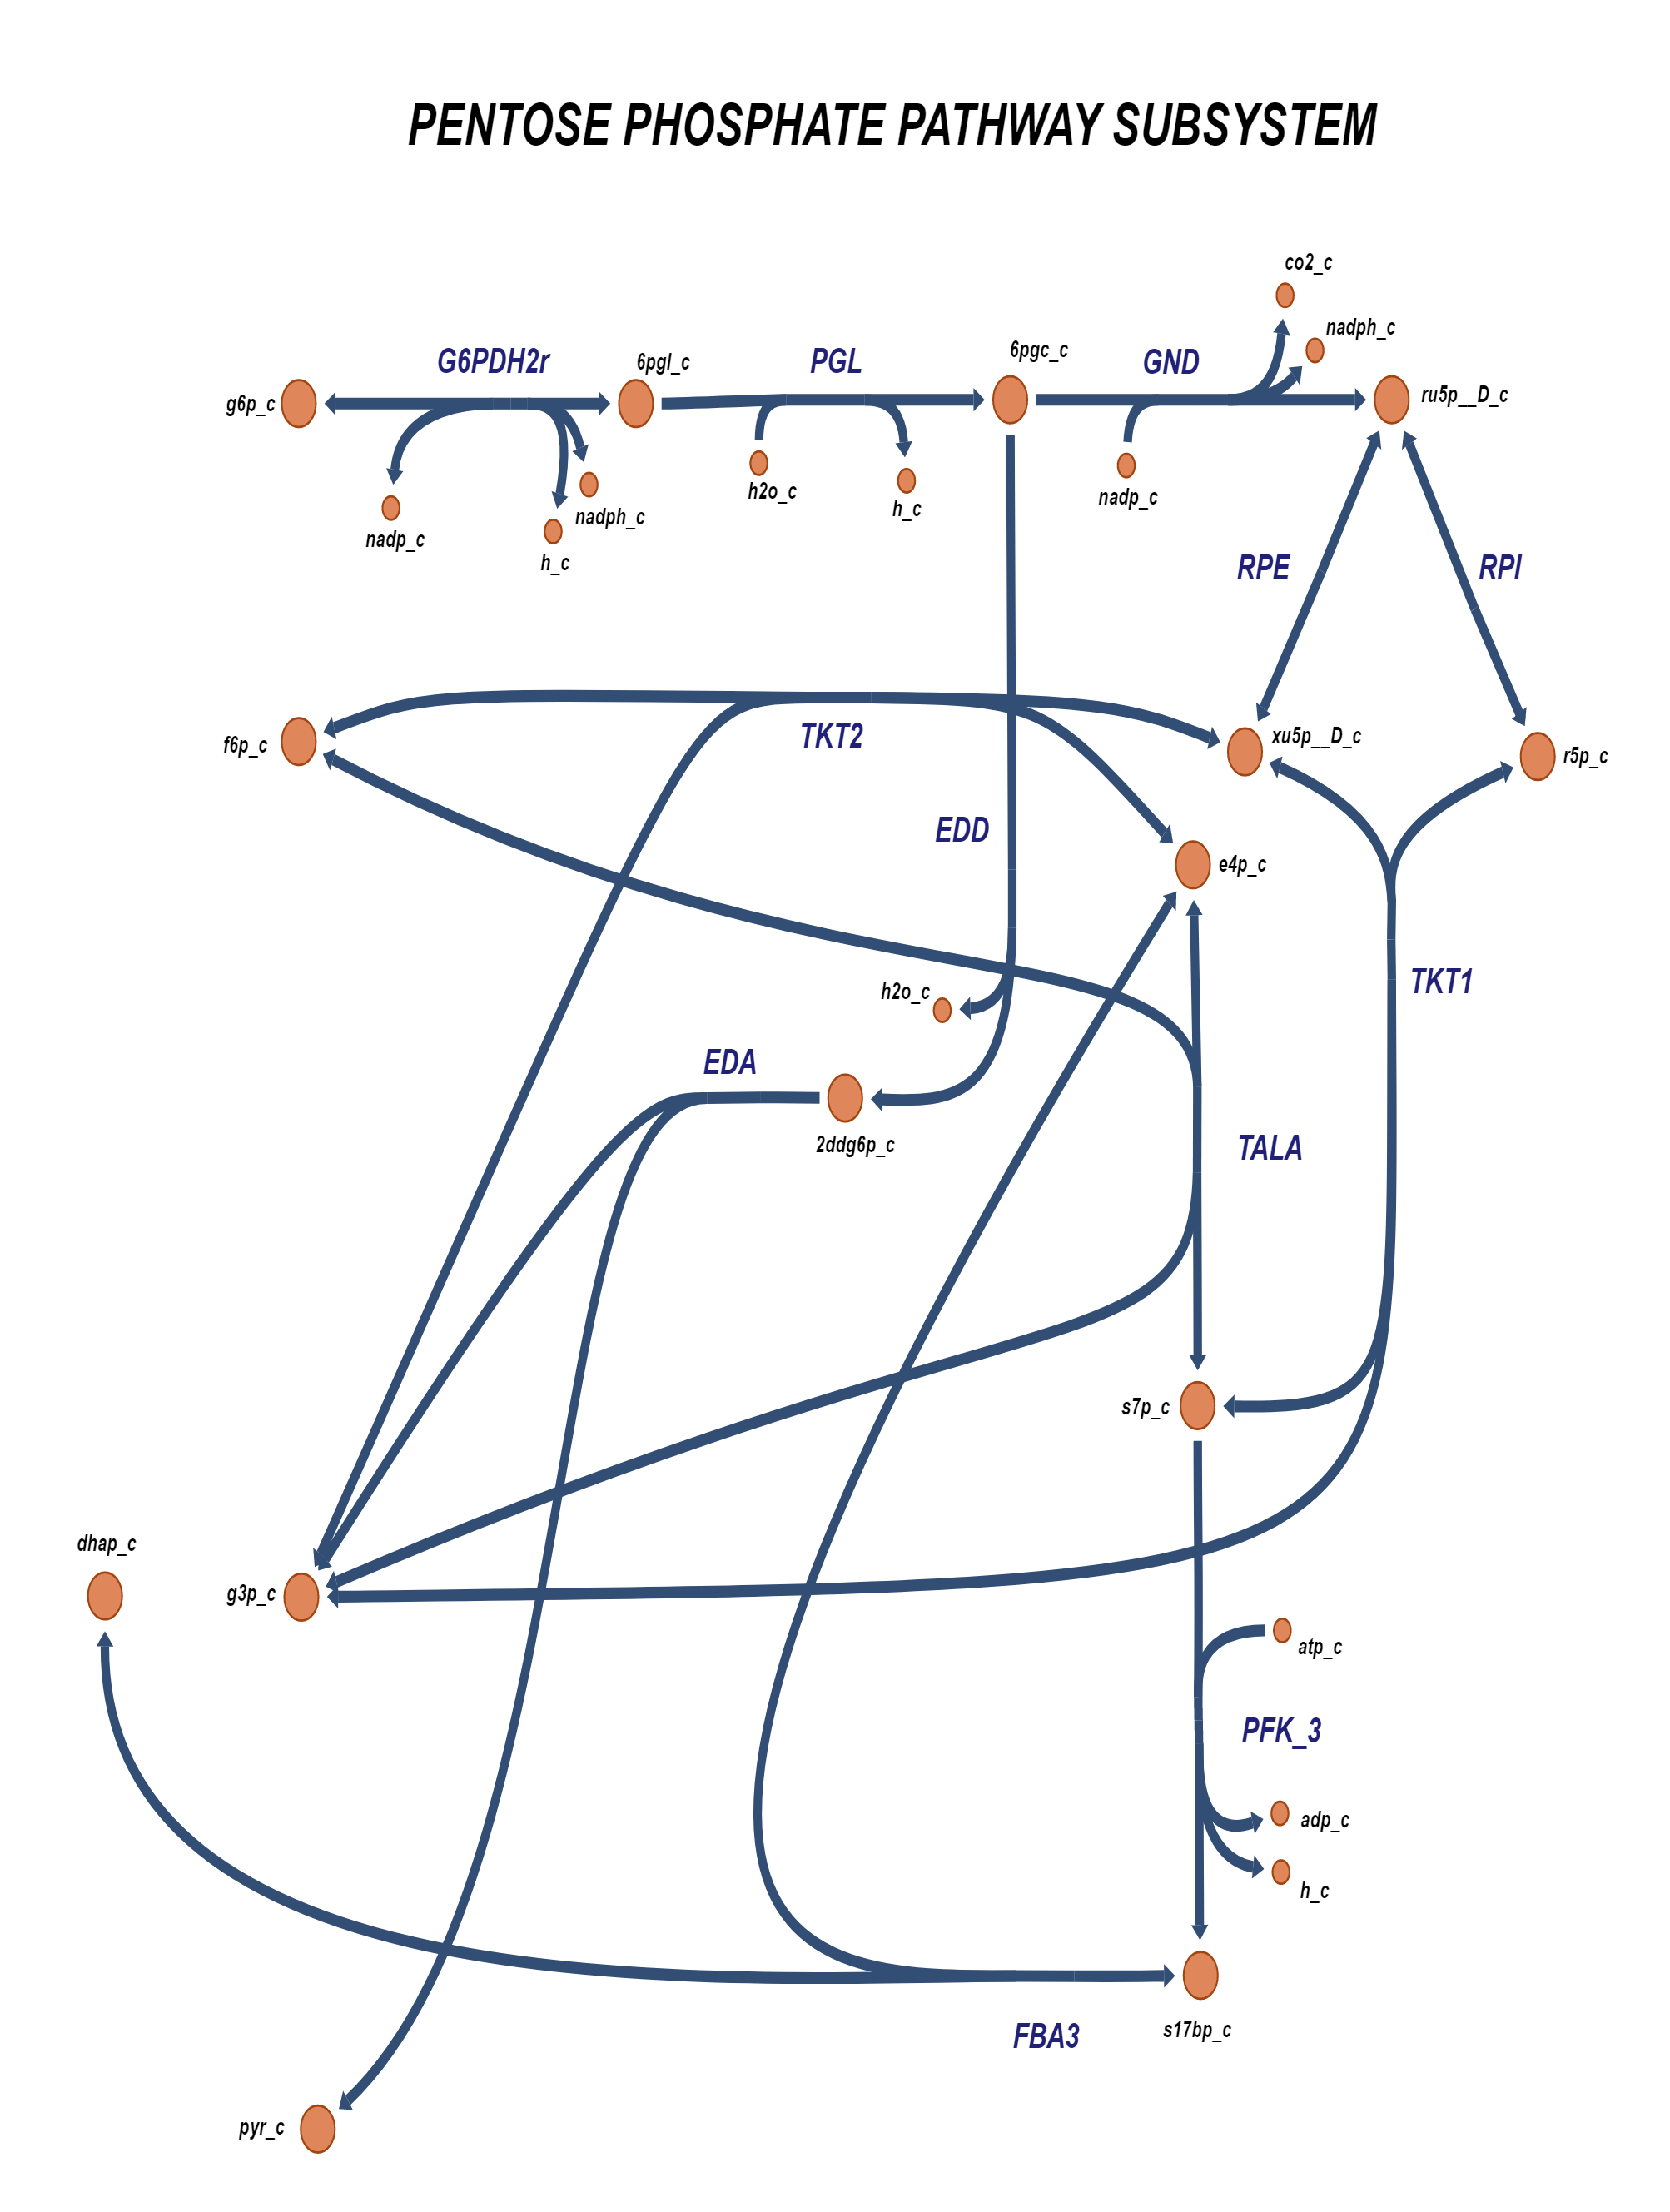 PENTOSE PHOSPHATE PATHWAY SUBSYSTEM
co2_c
nadph_c
G6PDH2r
6pgl_c
PGL
6pgc_c
GND
g6p_c
ru5p__D_c
h2o_c
nadp_c
h_c
nadph_c
nadp_c
h_c
RPE
RPI
f6p_c
TKT2
xu5p__D_c
r5p_c
EDD
e4p_c
h2o_c
TKT1
EDA
2ddg6p_c
TALA
s7p_c
dhap_c
g3p_c
atp_c
PFK_3
adp_c
h_c
s17bp_c
FBA3
pyr_c